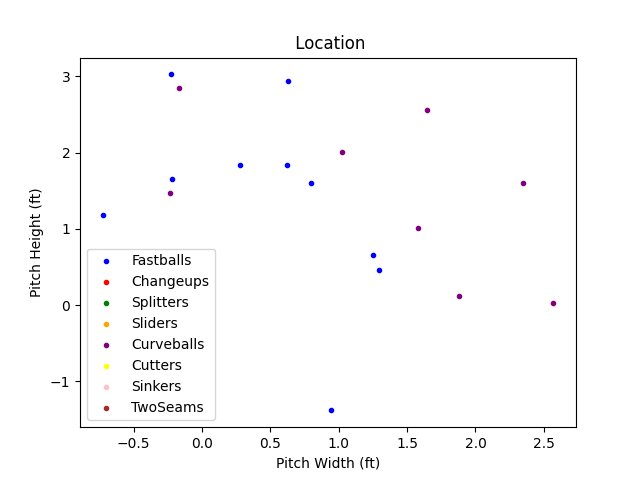 Location
3
2
1
0
−1
Pitch Height (ft)
Fastballs
Changeups
Splitters
Sliders
Curveballs
Cutters
Sinkers
TwoSeams
−0.5 0.0 0.5 1.0 1.5 2.0 2.5
Pitch Width (ft)